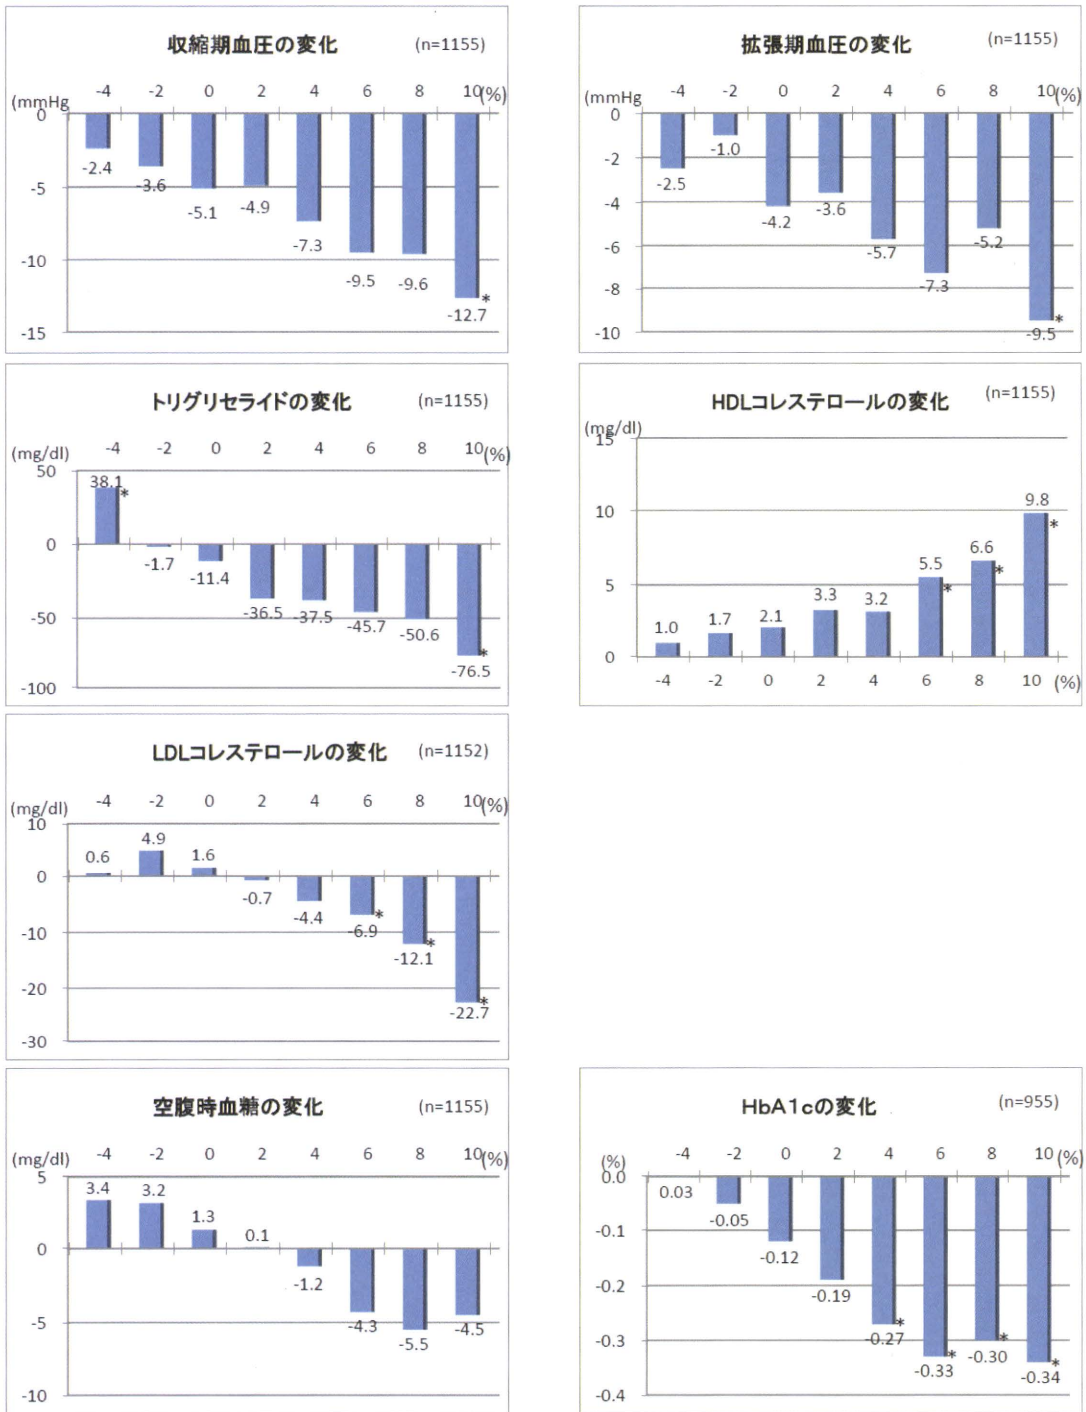 収縮期血圧の変化 (n=1155)
-4 -2 0 2 4 6 8 10(%)
(mmHg
0
-5
-10
-15
-2.4 -3.6 -5.1 -4.9 -7.3 -9.5 -9.6 -12.7 *
拡張期血圧の変化 (n=1155)
-4 -2 0 2 4 6 8 10(%)
(mmHg
0
-2
-4
-6
-8
-10
-2.5 -1.0 -4.2 -3.6 -5.7 -7.3 -5.2 -9.5 *
トリグリセライドの変化 (n=1155)
(mg/dl) -4 -2 0 2 4 6 8 10(%)
50
0
-50
-100
38.1 * -1.7 -11.4 -36.5 -37.5 -45.7 -50.6 -76.5 *
HDLコレステロールの変化 (n=1155)
(mg/dl)
15
10
5
0
1.0 1.7 2.1 3.3 3.2 5.5 * 6.6 * 9.8 *
-4 -2 0 2 4 6 8 10 (%)
LDLコレステロールの変化 (n=1152)
(mg/dl) -4 -2 0 2 4 6 8 10(%)
10
0
-10
-20
-30
0.6 4.9 1.6 -0.7 -4.4 -6.9 * -12.1 * -22.7 *
空腹時血糖の変化 (n=1155)
(mg/dl) -4 -2 0 2 4 6 8 10(%)
5
0
-5
-10
3.4 3.2 1.3 0.1 -1.2 -4.3 -5.5 -4.5
HbA1cの変化 (n=955)
(%) -4 -2 0 2 4 6 8 10(%)
0.0
-0.1
-0.2
-0.3
-0.4
0.03 -0.05 -0.12 -0.19 -0.27 * -0.33 * -0.30 * -0.34 *